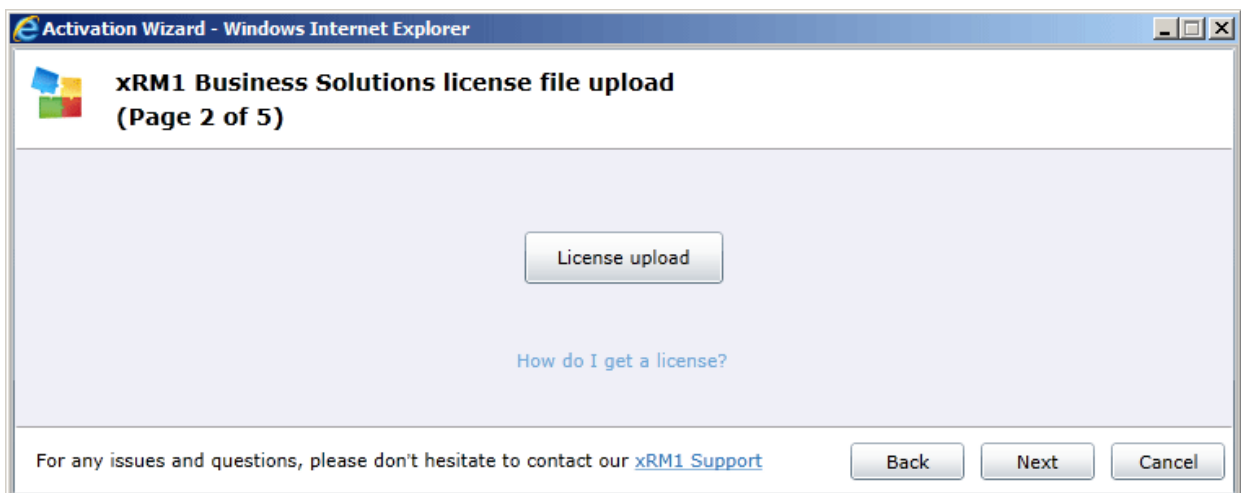 Activation Wizard - Windows Internet Explorer
xRM1 Business Solutions license file upload
(Page 2 of 5)
License upload
How do I get a license?
For any issues and questions, please don't hesitate to contact our xRM1 Support
Back
Next
Cancel